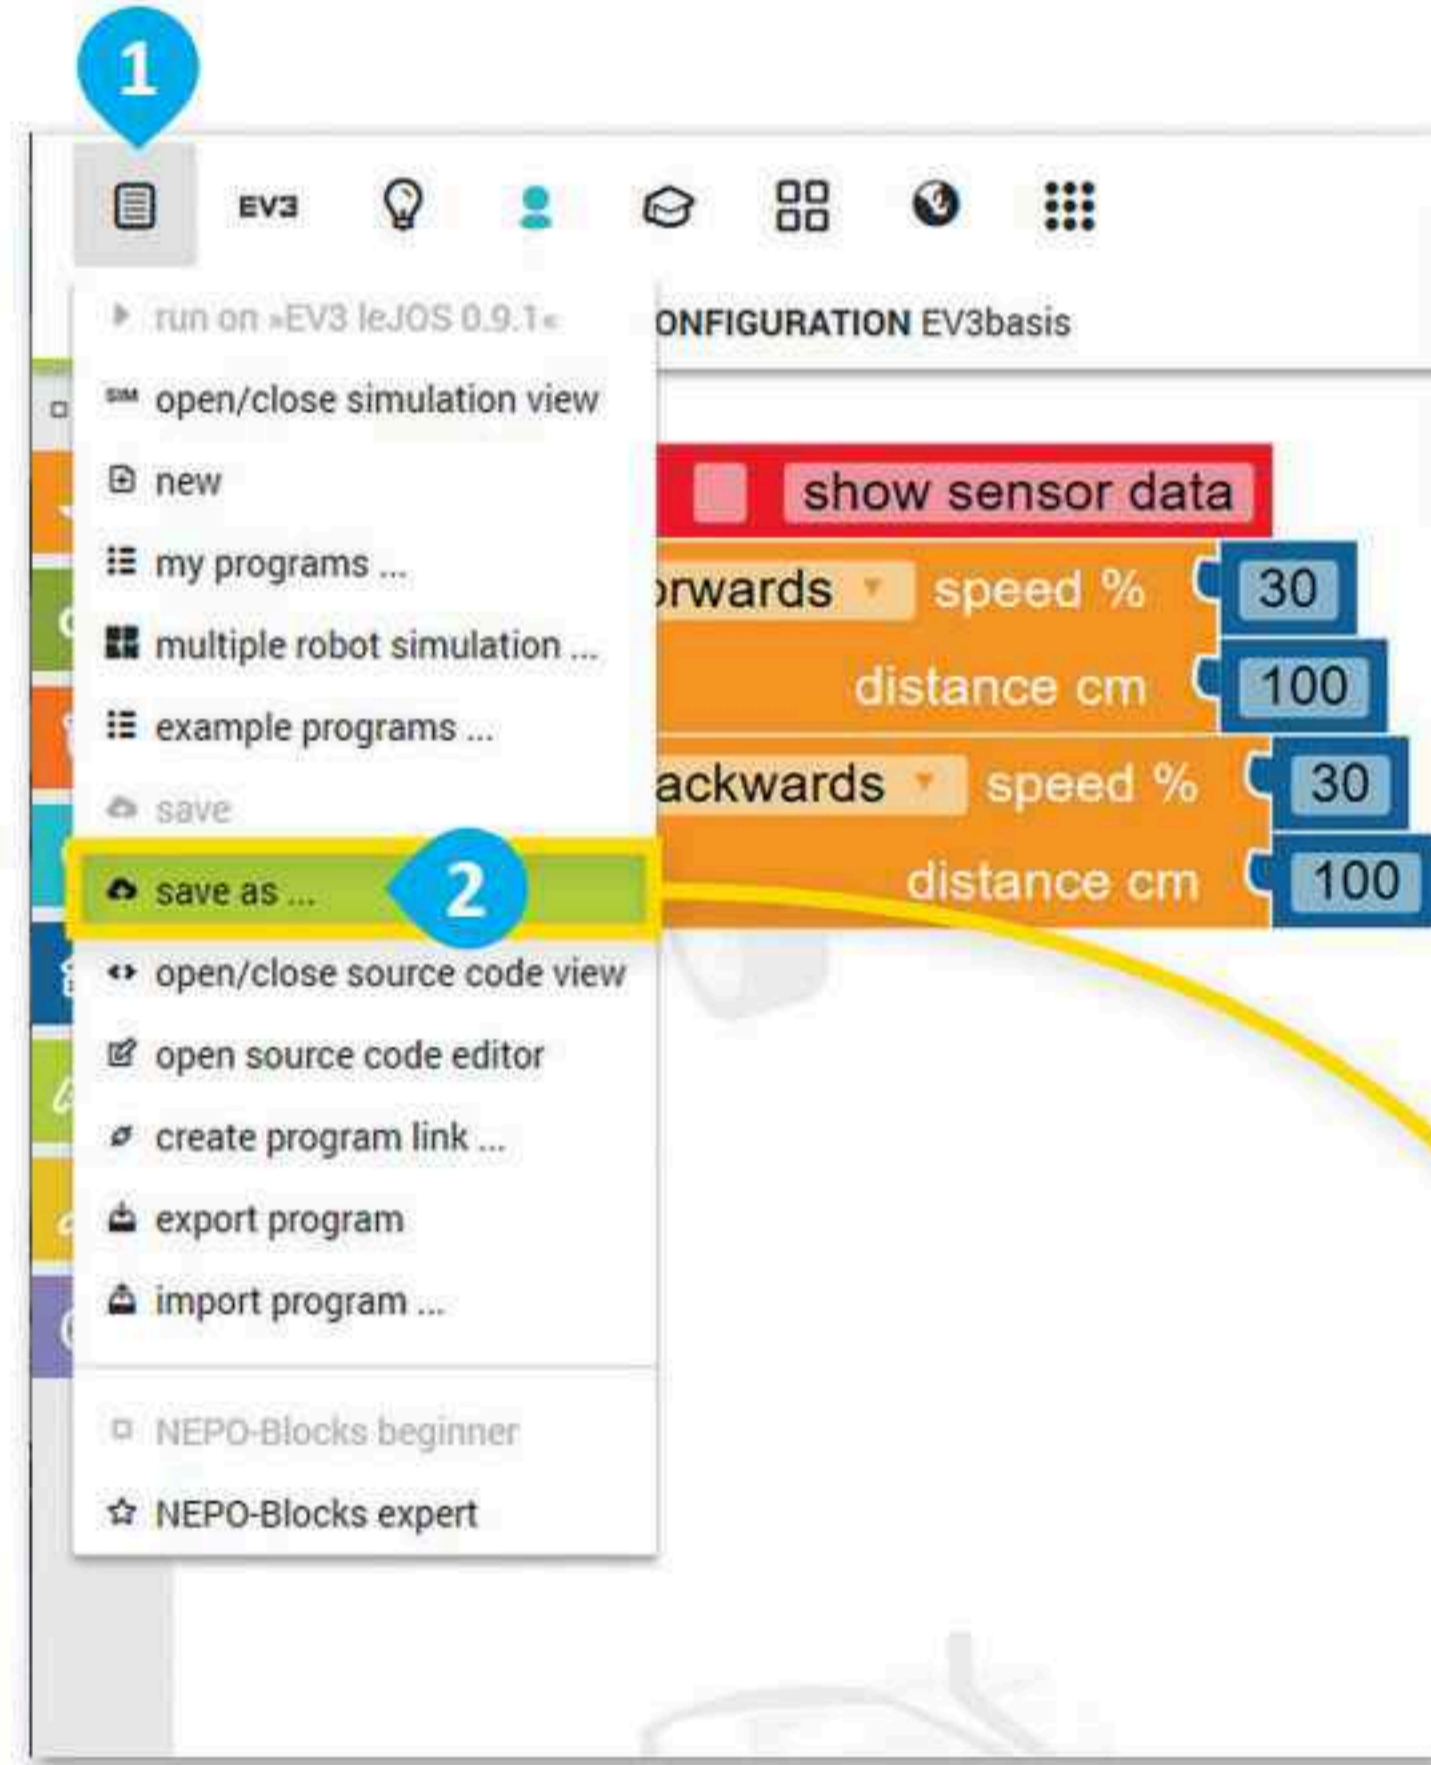 1
EV3
run on »EV3 leJOS 0.9.1«
ONFIGURATION EV3basis
SIM open/close simulation view
new
show sensor data
my programs ...
orwards speed % 30
multiple robot simulation ...
distance cm 100
example programs ...
ackwards speed % 30
save
save as ... 2
distance cm 100
open/close source code view
open source code editor
create program link ...
export program
import program ...
NEPO-Blocks beginner
NEPO-Blocks expert